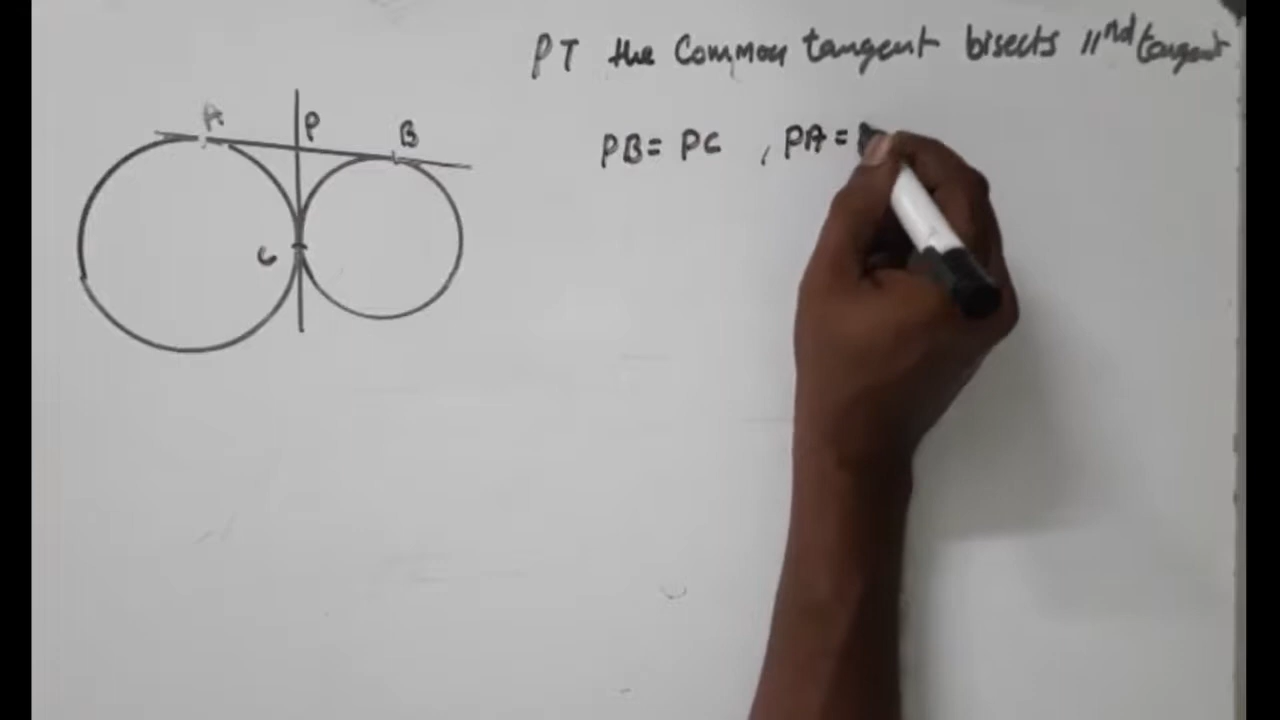 PT the Common tangent bisects IInd tangent
A
P
B
PB = PC , PA =
C